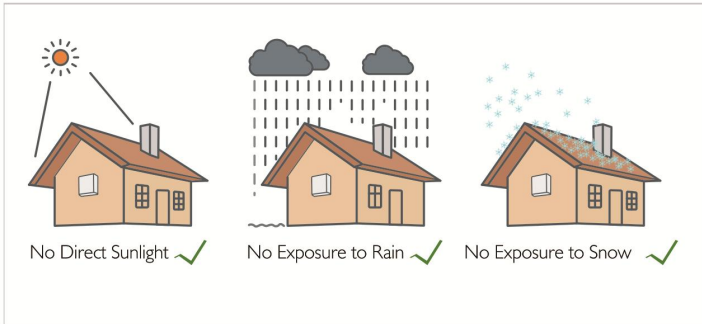 No Direct Sunlight
No Exposure to Rain
No Exposure to Snow